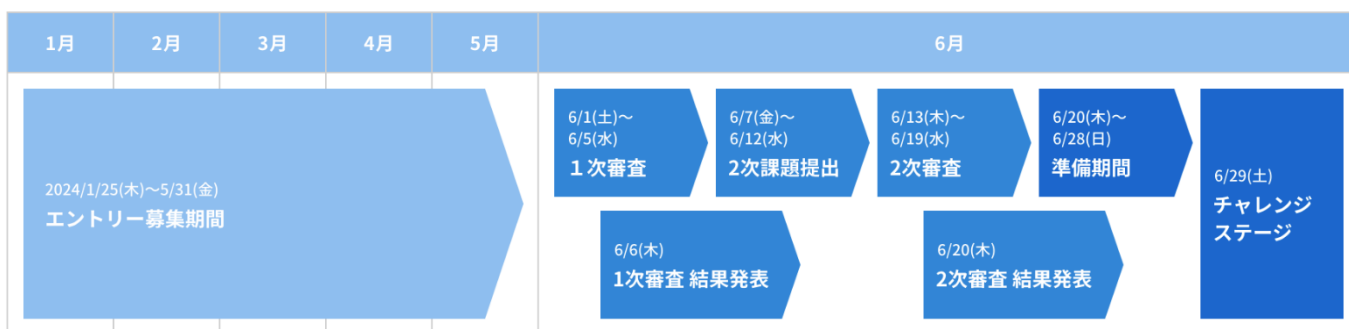 1月 2月 3月 4月 5月 6月
2024/1/25(木)～5/31(金)
エントリー募集期間
6/1(土)～
6/5(水)
１次審査
6/6(木)
1次審査 結果発表
6/7(金)～
6/12(水)
2次課題提出
6/13(木)～
6/19(水)
2次審査
6/20(木)
2次審査 結果発表
6/20(木)～
6/28(日)
準備期間
6/29(土)
チャレンジ
ステージ